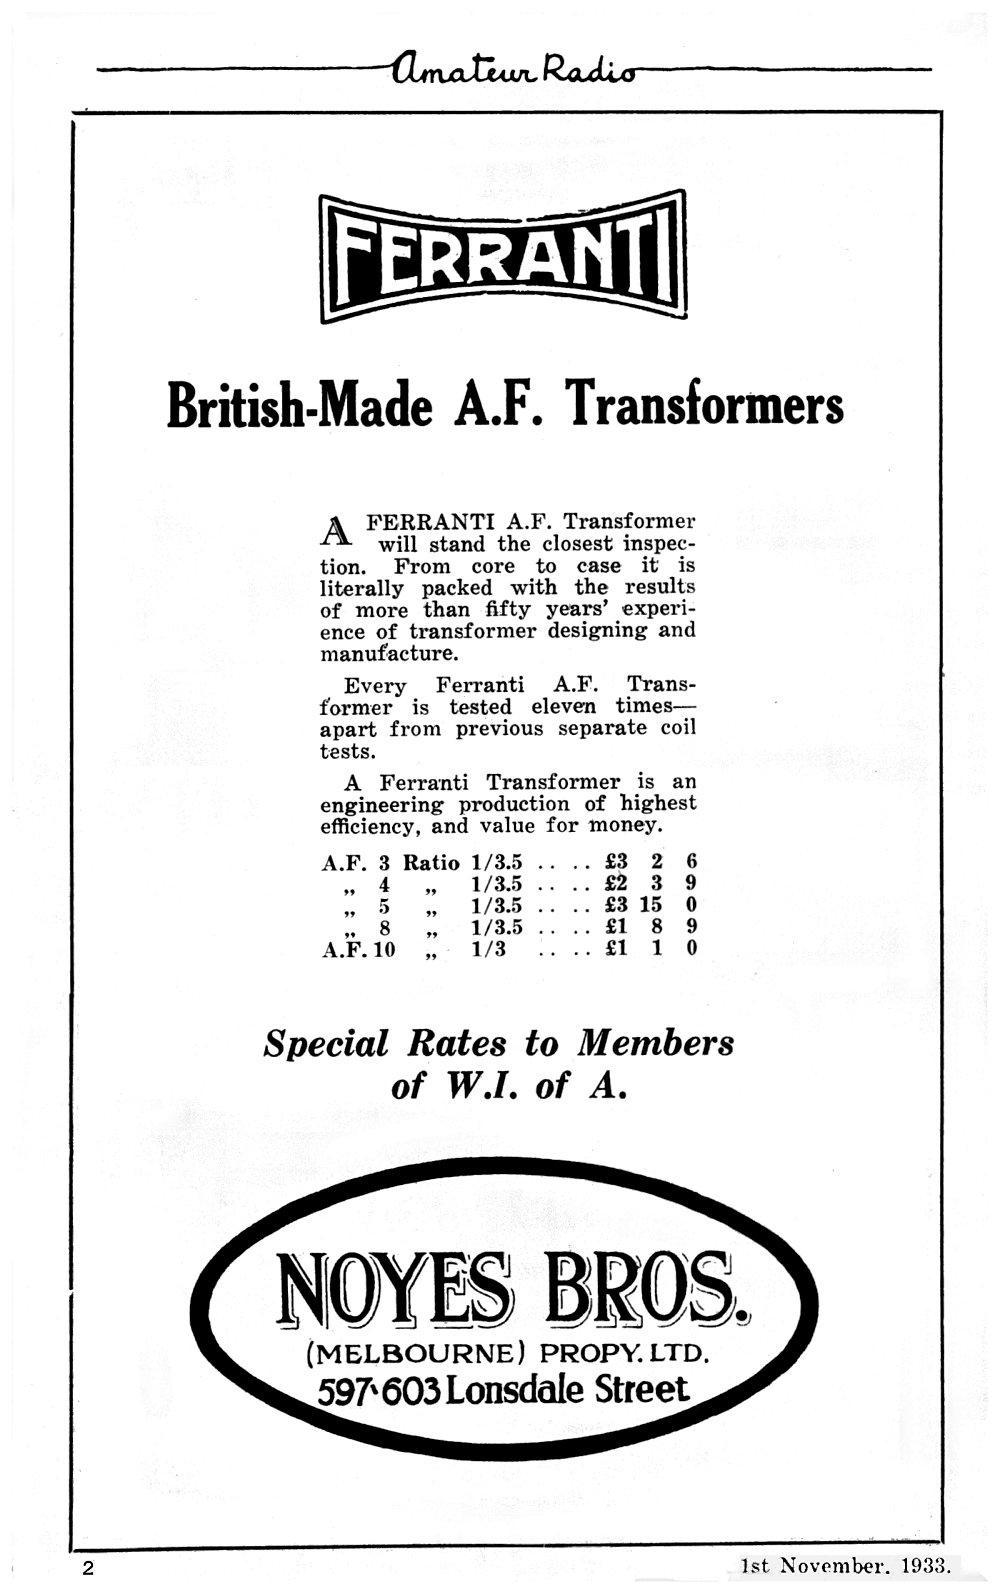 Amateur Radio
FERRANTI
British-Made A.F. Transformers
A FERRANTI A.F. Transformer
will stand the closest inspec-
tion. From core to case it is
literally packed with the results
of more than fifty years' experi-
ence of transformer designing and
manufacture.
Every Ferranti A.F. Trans-
former is tested eleven times—
apart from previous separate coil
tests.
A Ferranti Transformer is an
engineering production of highest
efficiency, and value for money.
A.F. 3 Ratio 1/3.5 .. .. £3 2 6
„ 4 „ 1/3.5 .. .. £2 3 9
„ 5 „ 1/3.5 .. .. £3 15 0
„ 8 „ 1/3.5 .. .. £1 8 9
A.F. 10 „ 1/3 .. .. £1 1 0
Special Rates to Members
of W.I. of A.
NOYES BROS.
(MELBOURNE) PROPY. LTD.
597-603 Lonsdale Street
2
1st November. 1933.